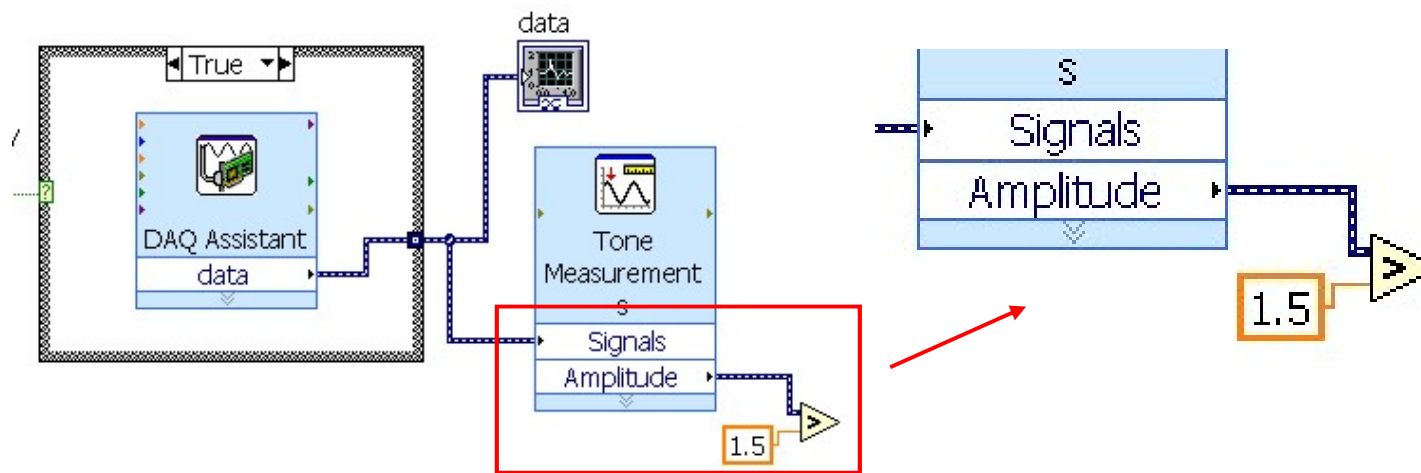 data
True
?
DAQ Assistant
data
Tone
Measurement
s
Signals
Amplitude
1.5
>
s
Signals
Amplitude
1.5
>